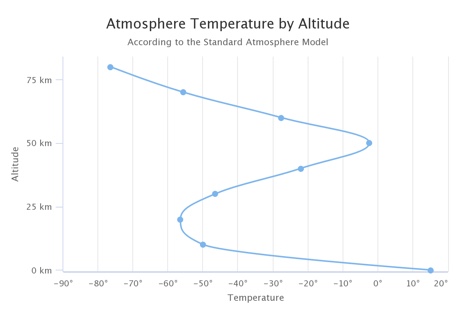 Atmosphere Temperature by Altitude
According to the Standard Atmosphere Model
75 km
50 km
25 km
0 km
Altitude
−90° −80° −70° −60° −50° −40° −30° −20° −10° 0° 10° 20°
Temperature